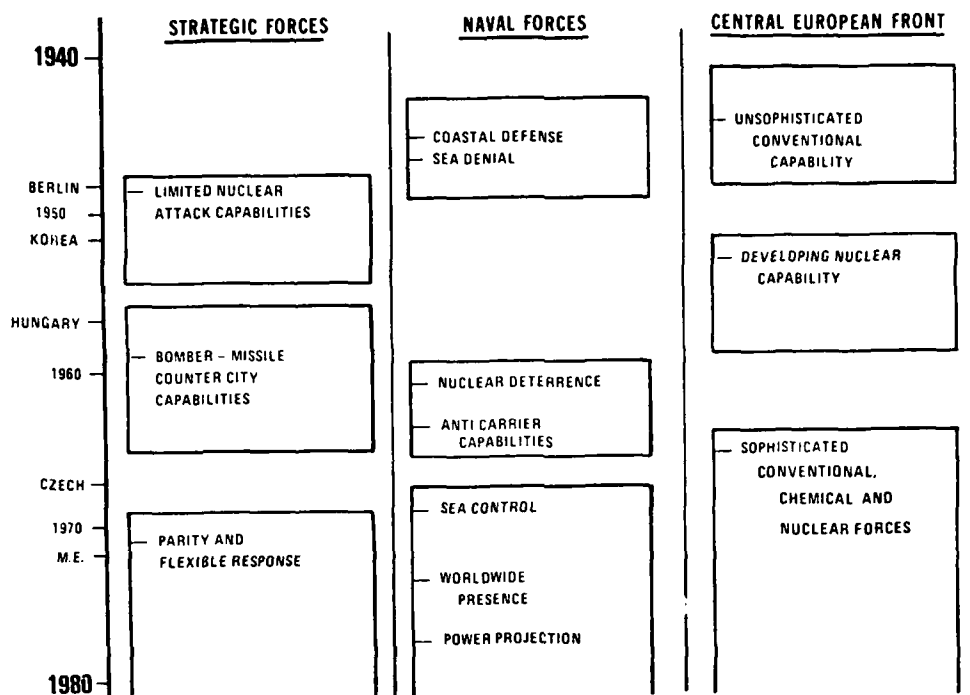 STRATEGIC FORCES
NAVAL FORCES
CENTRAL EUROPEAN FRONT
1940
BERLIN
1950
KOREA
HUNGARY
1960
CZECH
1970
M.E.
1980
LIMITED NUCLEAR
ATTACK CAPABILITIES
BOMBER – MISSILE
COUNTER CITY
CAPABILITIES
PARITY AND
FLEXIBLE RESPONSE
COASTAL DEFENSE
SEA DENIAL
NUCLEAR DETERRENCE
ANTI CARRIER
CAPABILITIES
SEA CONTROL
WORLDWIDE
PRESENCE
POWER PROJECTION
UNSOPHISTICATED
CONVENTIONAL
CAPABILITY
DEVELOPING NUCLEAR
CAPABILITY
SOPHISTICATED
CONVENTIONAL,
CHEMICAL AND
NUCLEAR FORCES